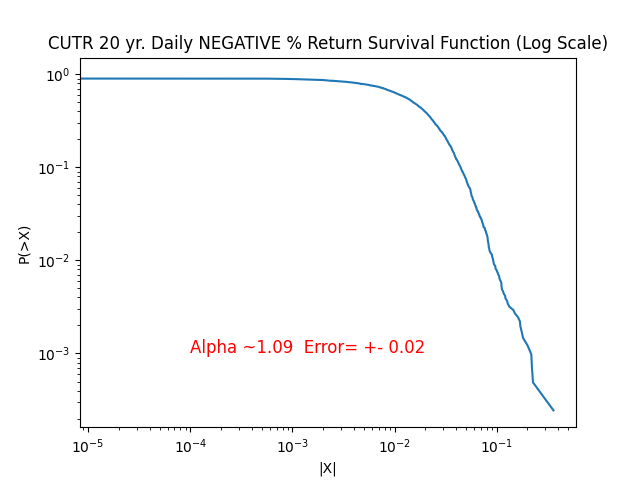 CUTR 20 yr. Daily NEGATIVE % Return Survival Function (Log Scale)
10⁰
10⁻¹
10⁻²
10⁻³
P(>X)
Alpha ~1.09  Error= +- 0.02
10⁻⁵ 10⁻⁴ 10⁻³ 10⁻² 10⁻¹
|X|